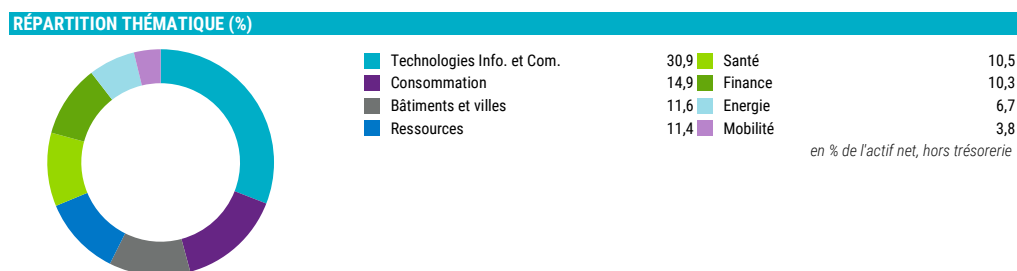 RÉPARTITION THÉMATIQUE (%)
Technologies Info. et Com. 30,9 Santé 10,5
Consommation 14,9 Finance 10,3
Bâtiments et villes 11,6 Energie 6,7
Ressources 11,4 Mobilité 3,8
en % de l'actif net, hors trésorerie